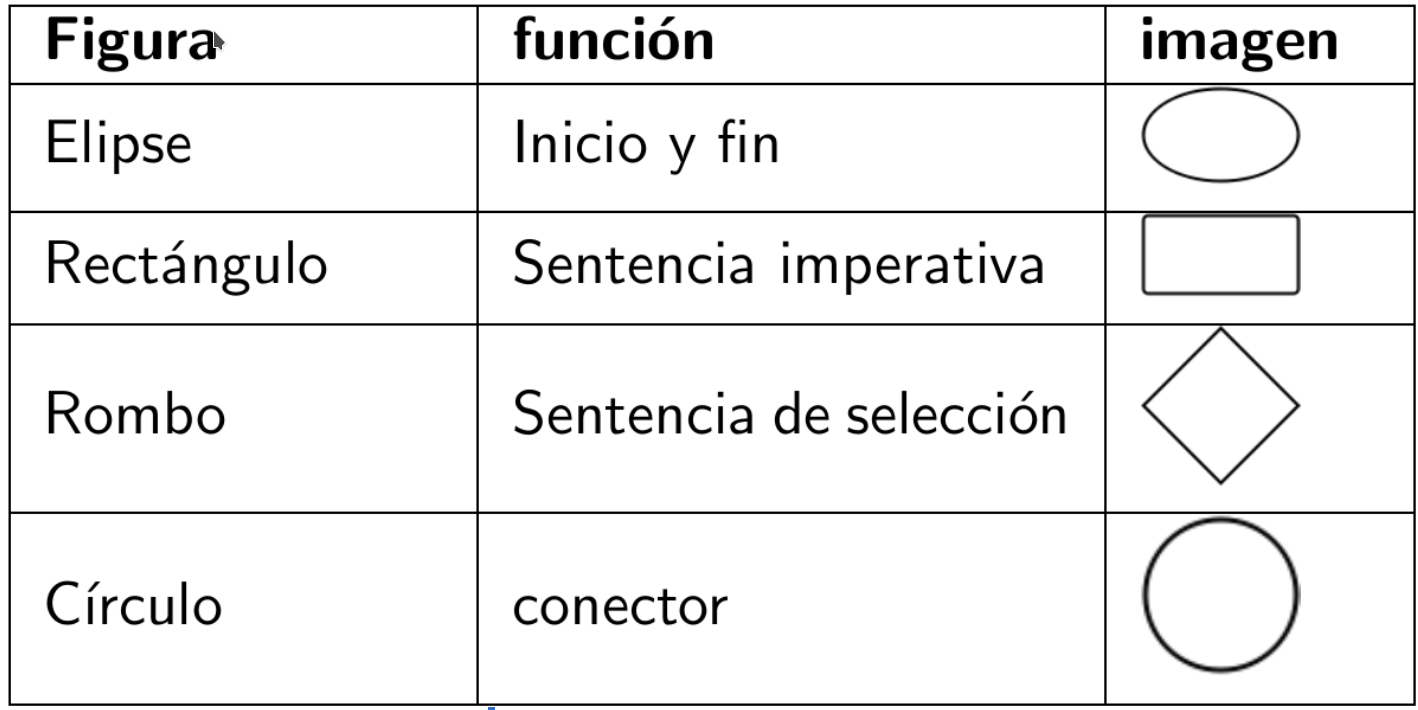 Figura función imagen
Elipse Inicio y fin
Rectángulo Sentencia imperativa
Rombo Sentencia de selección
Círculo conector